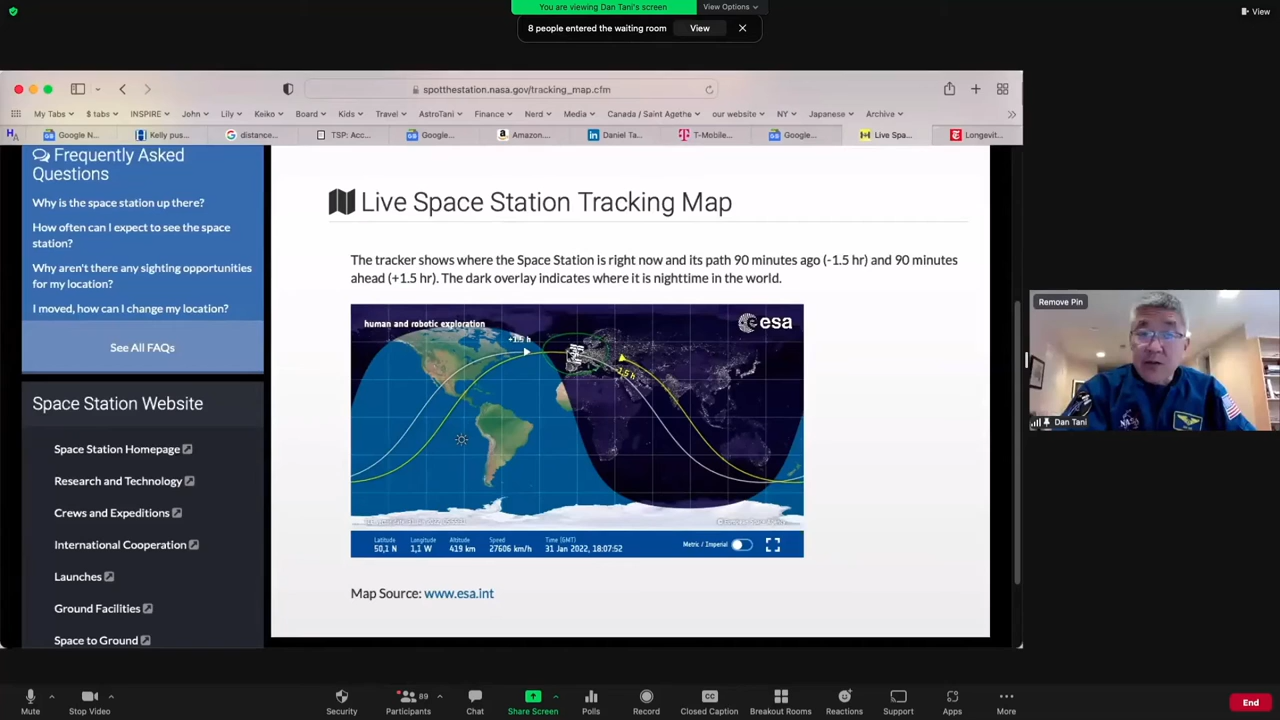 You are viewing Dan Tani's screen
View Options
View
8 people entered the waiting room
View
spotthestation.nasa.gov/tracking_map.cfm
My Tabs
$ tabs
INSPIRE
John
Lily
Keiko
Board
Kids
Travel
AstroTani
Finance
Nerd
Media
Canada / Saint Agathe
our website
NY
Japanese
Archive
Google N...
Kelly pus...
distance...
TSP: Acc...
Google...
Amazon...
Daniel Ta...
T-Mobile...
Google...
Live Spa...
Longevit...
Frequently Asked
Questions
Why is the space station up there?
How often can I expect to see the space
station?
Why aren't there any sighting opportunities
for my location?
I moved, how can I change my location?
See All FAQs
Space Station Website
Space Station Homepage
Research and Technology
Crews and Expeditions
International Cooperation
Launches
Ground Facilities
Space to Ground
Live Space Station Tracking Map
The tracker shows where the Space Station is right now and its path 90 minutes ago (-1.5 hr) and 90 minutes
ahead (+1.5 hr). The dark overlay indicates where it is nighttime in the world.
human and robotic exploration
esa
+1.5 h
-1.5 h
Latitude
50,1 N
Longitude
1,1 W
Altitude
419 km
Speed
27606 km/h
Time (GMT)
31 Jan 2022, 18:07:52
Metric / Imperial
Map Source: www.esa.int
Remove Pin
Dan Tani
Mute
Stop Video
Security
Participants
89
Chat
Share Screen
Polls
Record
CC
Closed Caption
Breakout Rooms
Reactions
Support
Apps
More
End